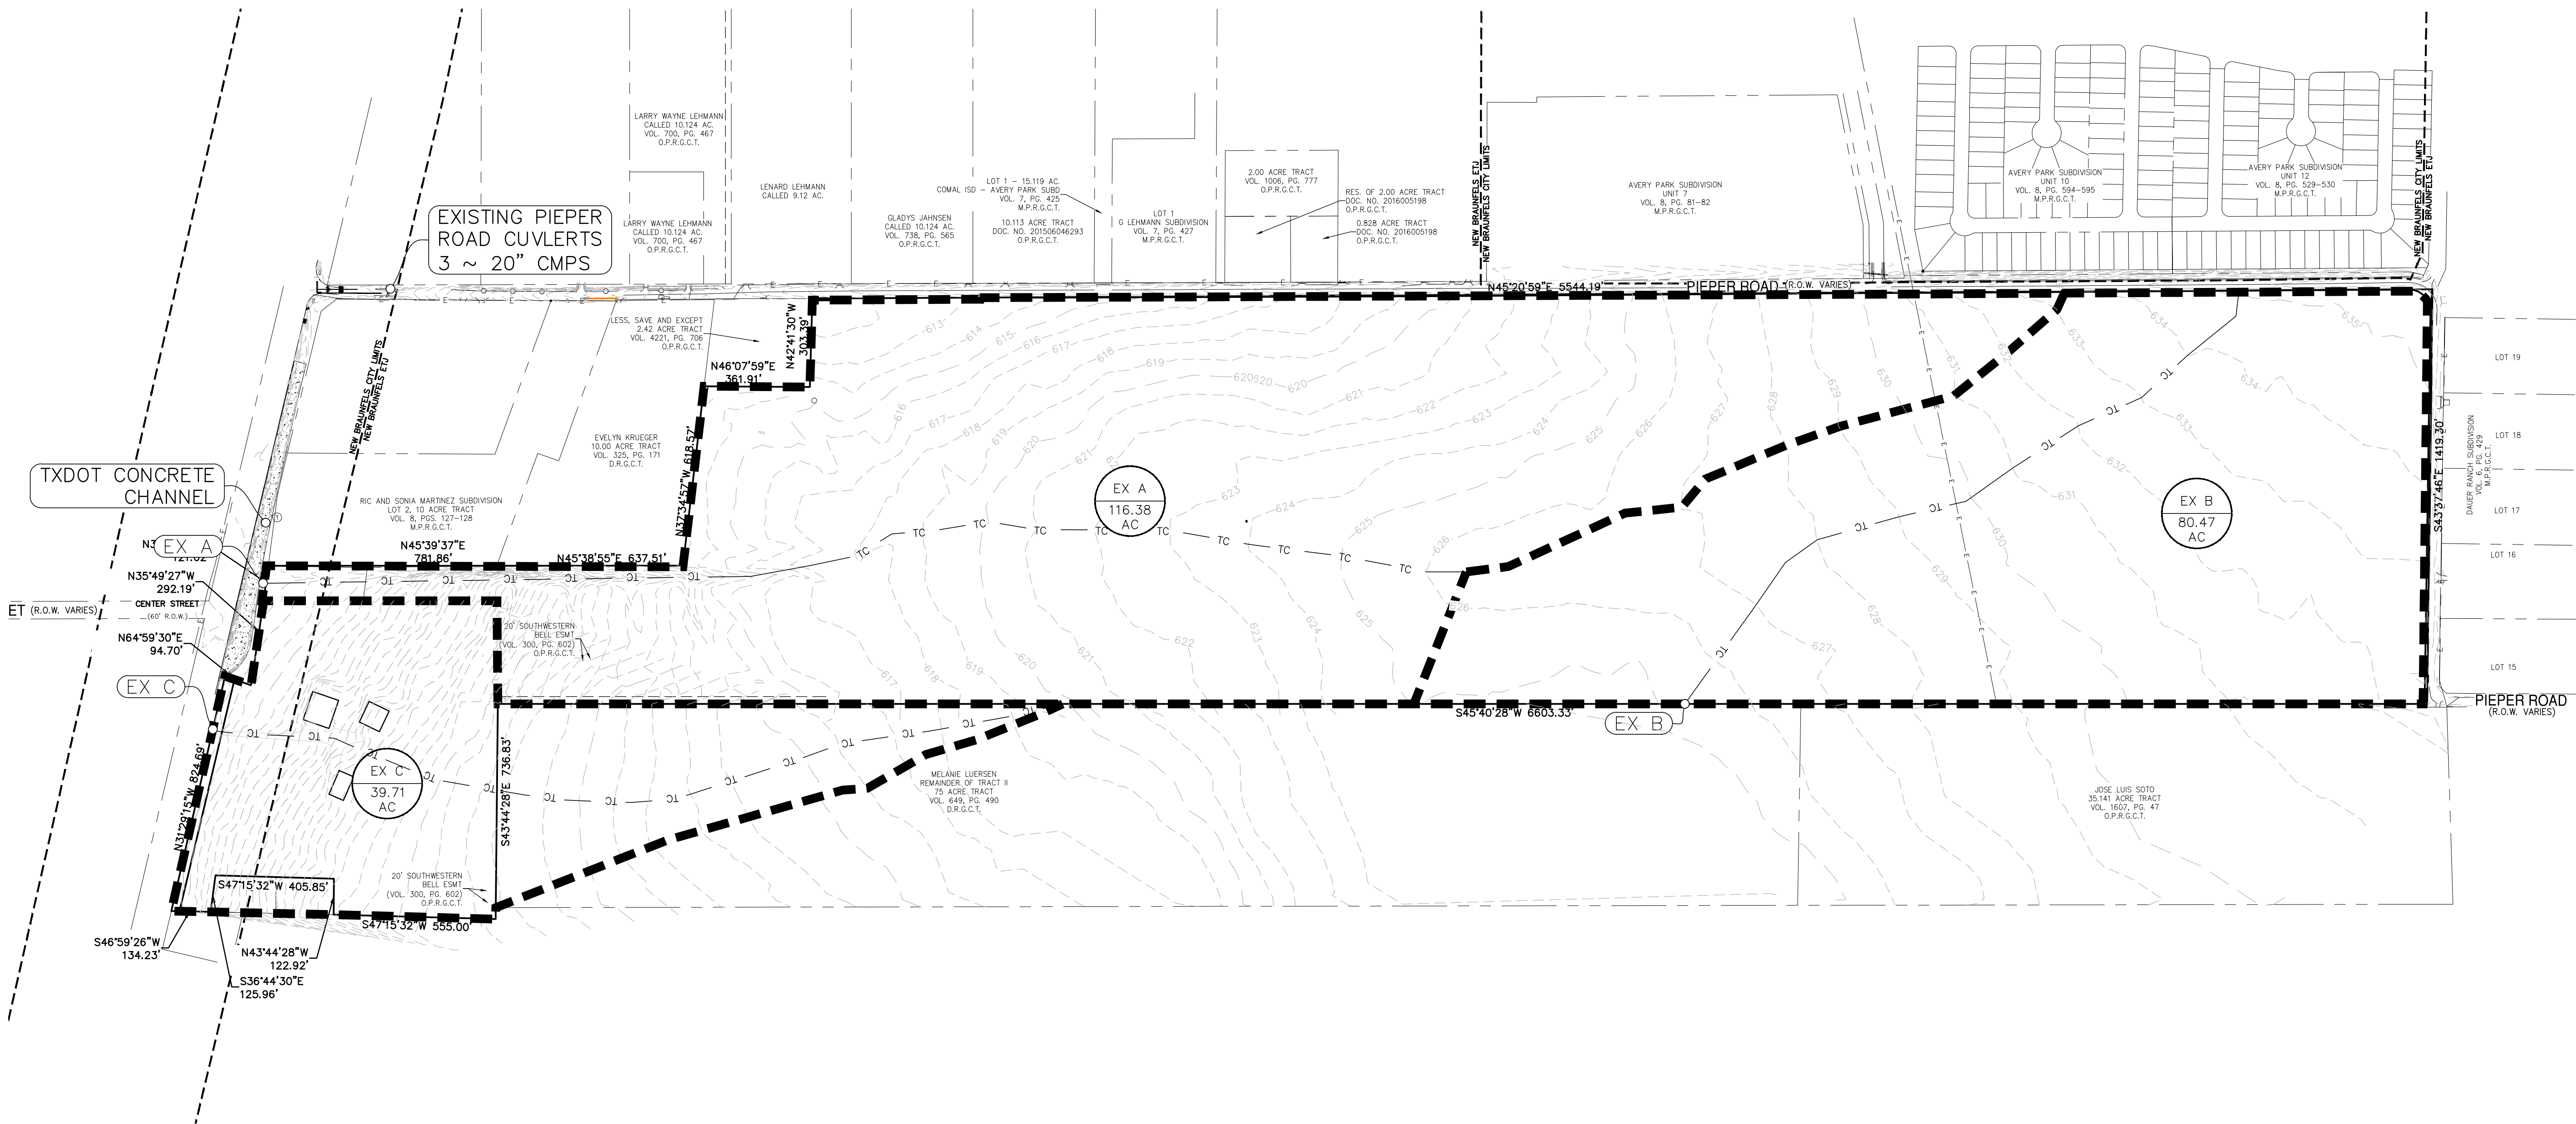 LARRY WAYNE LEHMANN
CALLED 10.124 AC.
VOL. 700, PG. 467
O.P.R.G.C.T.
EXISTING PIEPER
ROAD CUVLERTS
3 ~ 20" CMPS
LARRY WAYNE LEHMANN
CALLED 10.124 AC.
VOL. 700, PG. 467
O.P.R.G.C.T.
LENARD LEHMANN
CALLED 9.12 AC.
GLADYS JAHNSEN
CALLED 10.124 AC.
VOL. 738, PG. 565
O.P.R.G.C.T.
LOT 1 - 15.119 AC.
COMAL ISD - AVERY PARK SUBD
VOL. 7, PG. 425
M.P.R.G.C.T.
10.113 ACRE TRACT
DOC. NO. 201506046293
O.P.R.G.C.T.
LOT 1
G LEHMANN SUBDIVISION
VOL. 7, PG. 427
M.P.R.G.C.T.
2.00 ACRE TRACT
VOL. 1006, PG. 777
O.P.R.G.C.T.
RES. OF 2.00 ACRE TRACT
DOC. NO. 2016005198
O.P.R.G.C.T.
0.828 ACRE TRACT
DOC. NO. 2016005198
O.P.R.G.C.T.
NEW BRAUNFELS ETJ
NEW BRAUNFELS CITY LIMITS
AVERY PARK SUBDIVISION
UNIT 7
VOL. 8, PG. 81-82
M.P.R.G.C.T.
AVERY PARK SUBDIVISION
UNIT 10
VOL. 8, PG. 594-595
M.P.R.G.C.T.
AVERY PARK SUBDIVISION
UNIT 12
VOL. 8, PG. 529-530
M.P.R.G.C.T.
NEW BRAUNFELS CITY LIMITS
NEW BRAUNFELS ETJ
N45°20'59"E 5544.19'
PIEPER ROAD (R.O.W. VARIES)
LESS, SAVE AND EXCEPT
2.42 ACRE TRACT
VOL. 4221, PG. 706
O.P.R.G.C.T.
N42°41'30"W
303.39'
N46°07'59"E
361.91'
NEW BRAUNFELS CITY LIMITS
NEW BRAUNFELS ETJ
EVELYN KRUEGER
10.00 ACRE TRACT
VOL. 325, PG. 171
D.R.G.C.T.
N37°34'57"W 618.57'
TXDOT CONCRETE
CHANNEL
RIC AND SONIA MARTINEZ SUBDIVISION
LOT 2, 10 ACRE TRACT
VOL. 8, PGS. 127-128
M.P.R.G.C.T.
EX A
116.38
AC
EX B
80.47
AC
S43°37'46"E 1419.30'
DAUER RANCH SUBDIVISION
VOL. 6, PG. 429
M.P.R.G.C.T.
LOT 19
LOT 18
LOT 17
LOT 16
LOT 15
EX A
N45°39'37"E
781.86'
N45°38'55"E 637.51'
N35°49'27"W
292.19'
ET (R.O.W. VARIES)
CENTER STREET
(60' R.O.W.)
N64°59'30"E
94.70'
20' SOUTHWESTERN
BELL ESMT
(VOL. 300, PG. 602)
O.P.R.G.C.T.
EX C
S45°40'28"W 6603.33'
EX B
PIEPER ROAD
(R.O.W. VARIES)
N31°29'15"W 824.69'
EX C
39.71
AC
S43°44'28"E 736.83'
MELANIE LUERSEN
REMAINDER OF TRACT II
75 ACRE TRACT
VOL. 649, PG. 490
D.R.G.C.T.
JOSE LUIS SOTO
35.141 ACRE TRACT
VOL. 1607, PG. 47
O.P.R.G.C.T.
20' SOUTHWESTERN
BELL ESMT
(VOL. 300, PG. 602)
O.P.R.G.C.T.
S47°15'32"W 405.85'
S47°15'32"W 555.00'
S46°59'26"W
134.23'
N43°44'28"W
122.92'
S36°44'30"E
125.96'